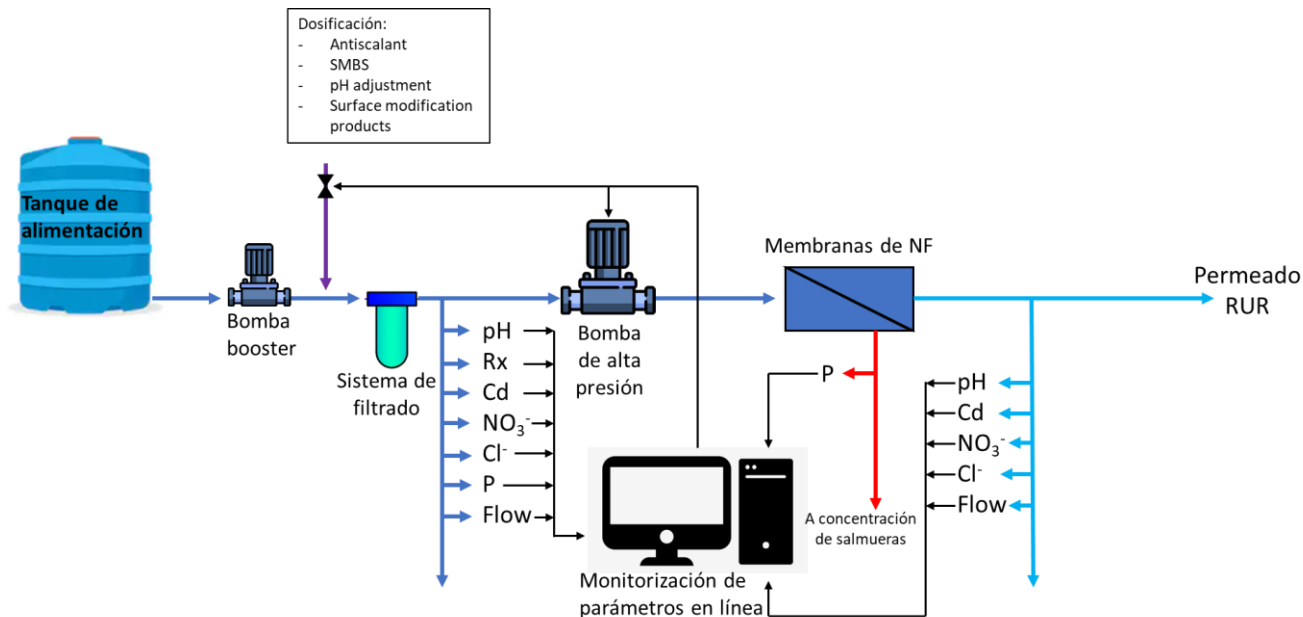 Dosificación:
- Antiscalant
- SMBS
- pH adjustment
- Surface modification
products
Tanque de
alimentación
Bomba
booster
Sistema de
filtrado
pH
Rx
Cd
NO₃⁻
Cl⁻
P
Flow
Bomba
de alta
presión
Membranas de NF
P
A concentración
de salmueras
Monitorización de
parámetros en línea
pH
Cd
NO₃⁻
Cl⁻
Flow
Permeado
RUR